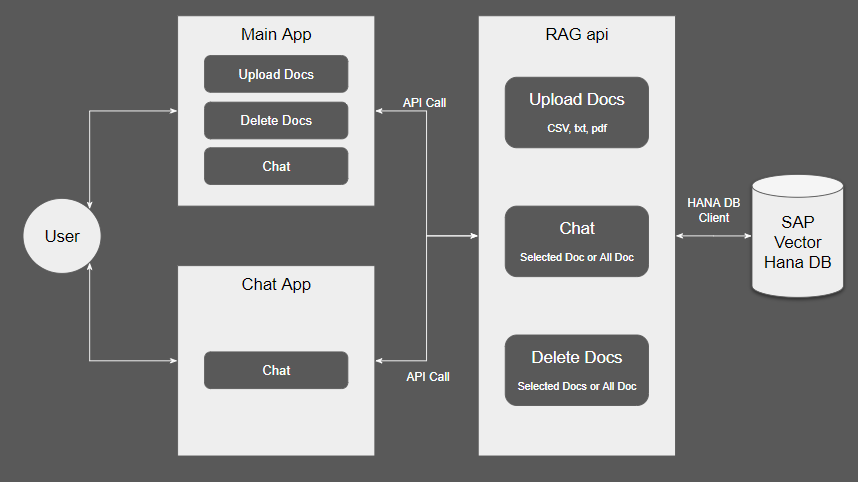 Main App
Upload Docs
Delete Docs
Chat
User
Chat App
Chat
API Call
API Call
RAG api
Upload Docs
CSV, txt, pdf
Chat
Selected Doc or All Doc
Delete Docs
Selected Docs or All Doc
HANA DB
Client
SAP
Vector
Hana DB